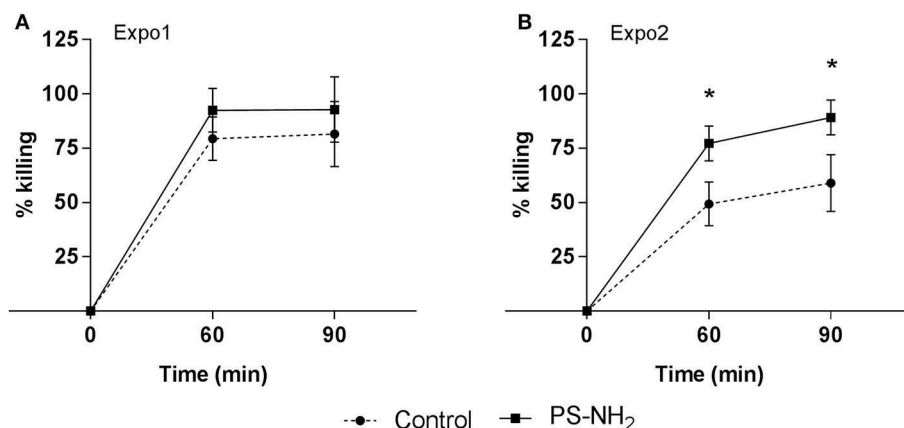 A Expo1
125
100
75
50
25
% killing
0 60 90
Time (min)
B Expo2
125
100
75
50
25
% killing
* *
0 60 90
Time (min)
Control PS-NH2